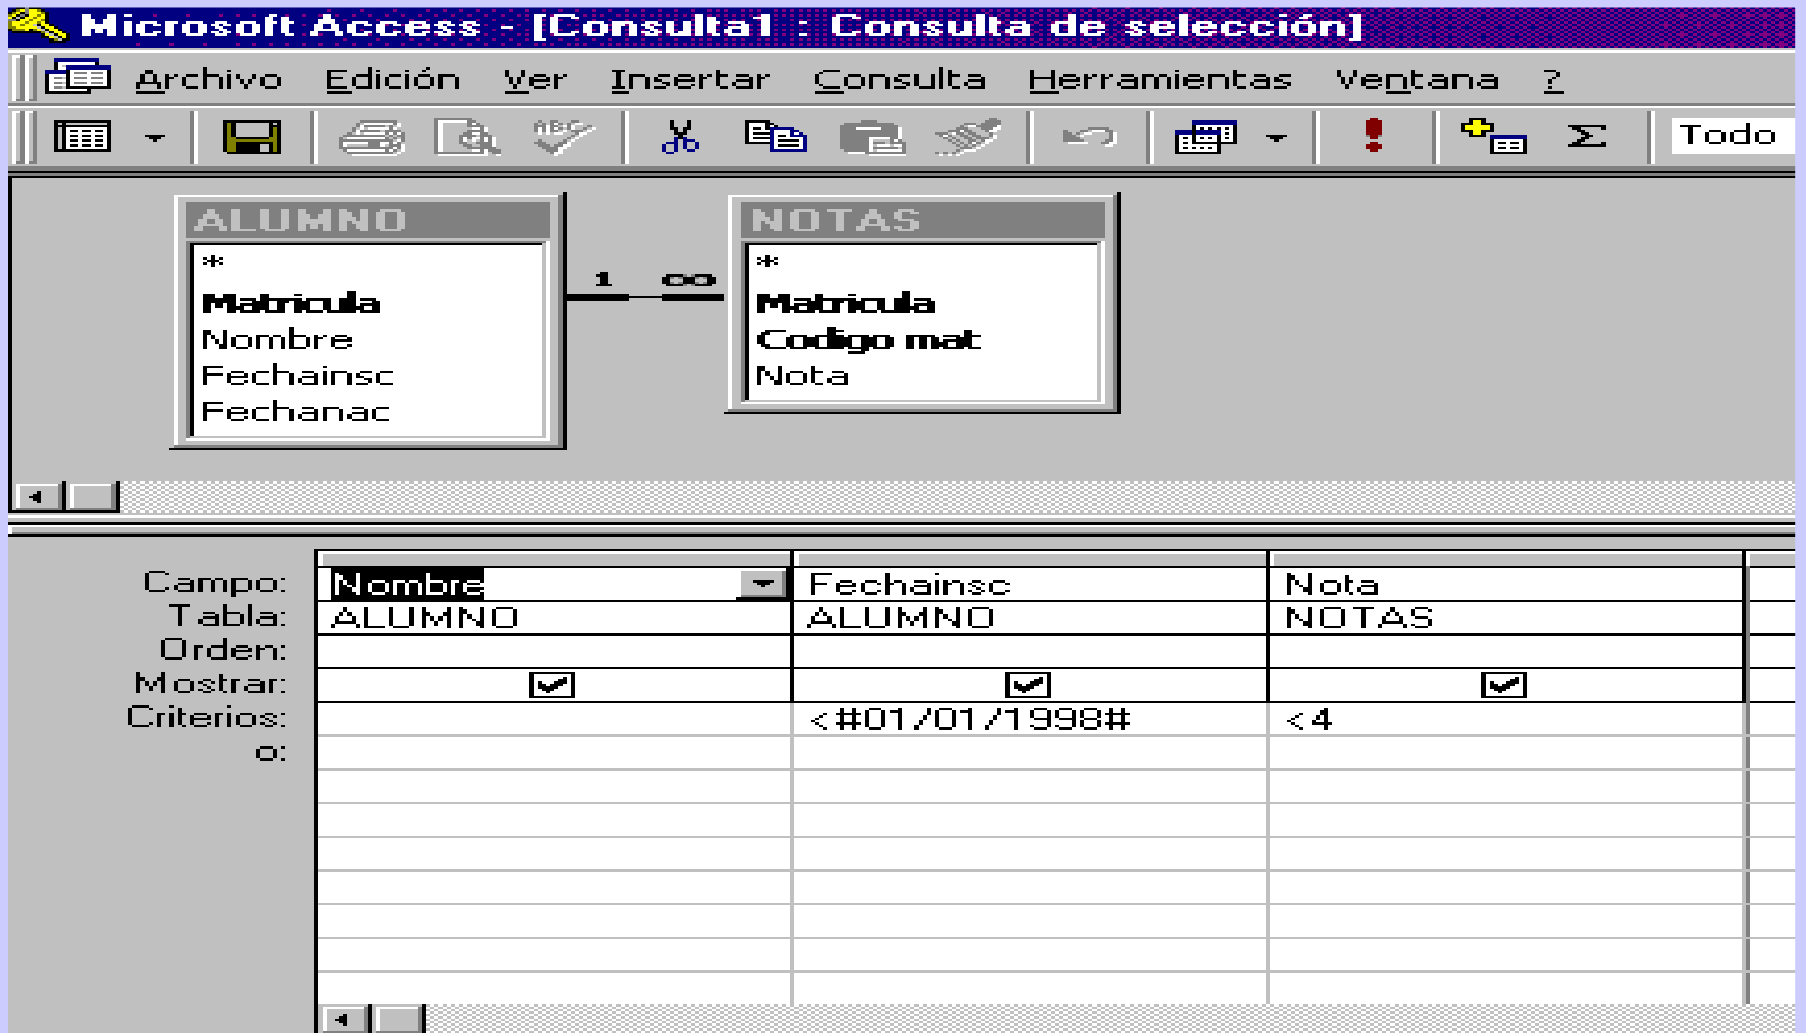 Microsoft Access - [Consulta1 : Consulta de selección]
Archivo Edición Ver Insertar Consulta Herramientas Ventana ?
ABC Σ Todo
ALUMNO NOTAS
* *
1 ∞
Matricula Matricula
Nombre Codigo mat
Fechainsc Nota
Fechanac
Campo: Nombre Fechainsc Nota
Tabla: ALUMNO ALUMNO NOTAS
Orden:
Mostrar:
Criterios: <#01/01/1998# <4
o: